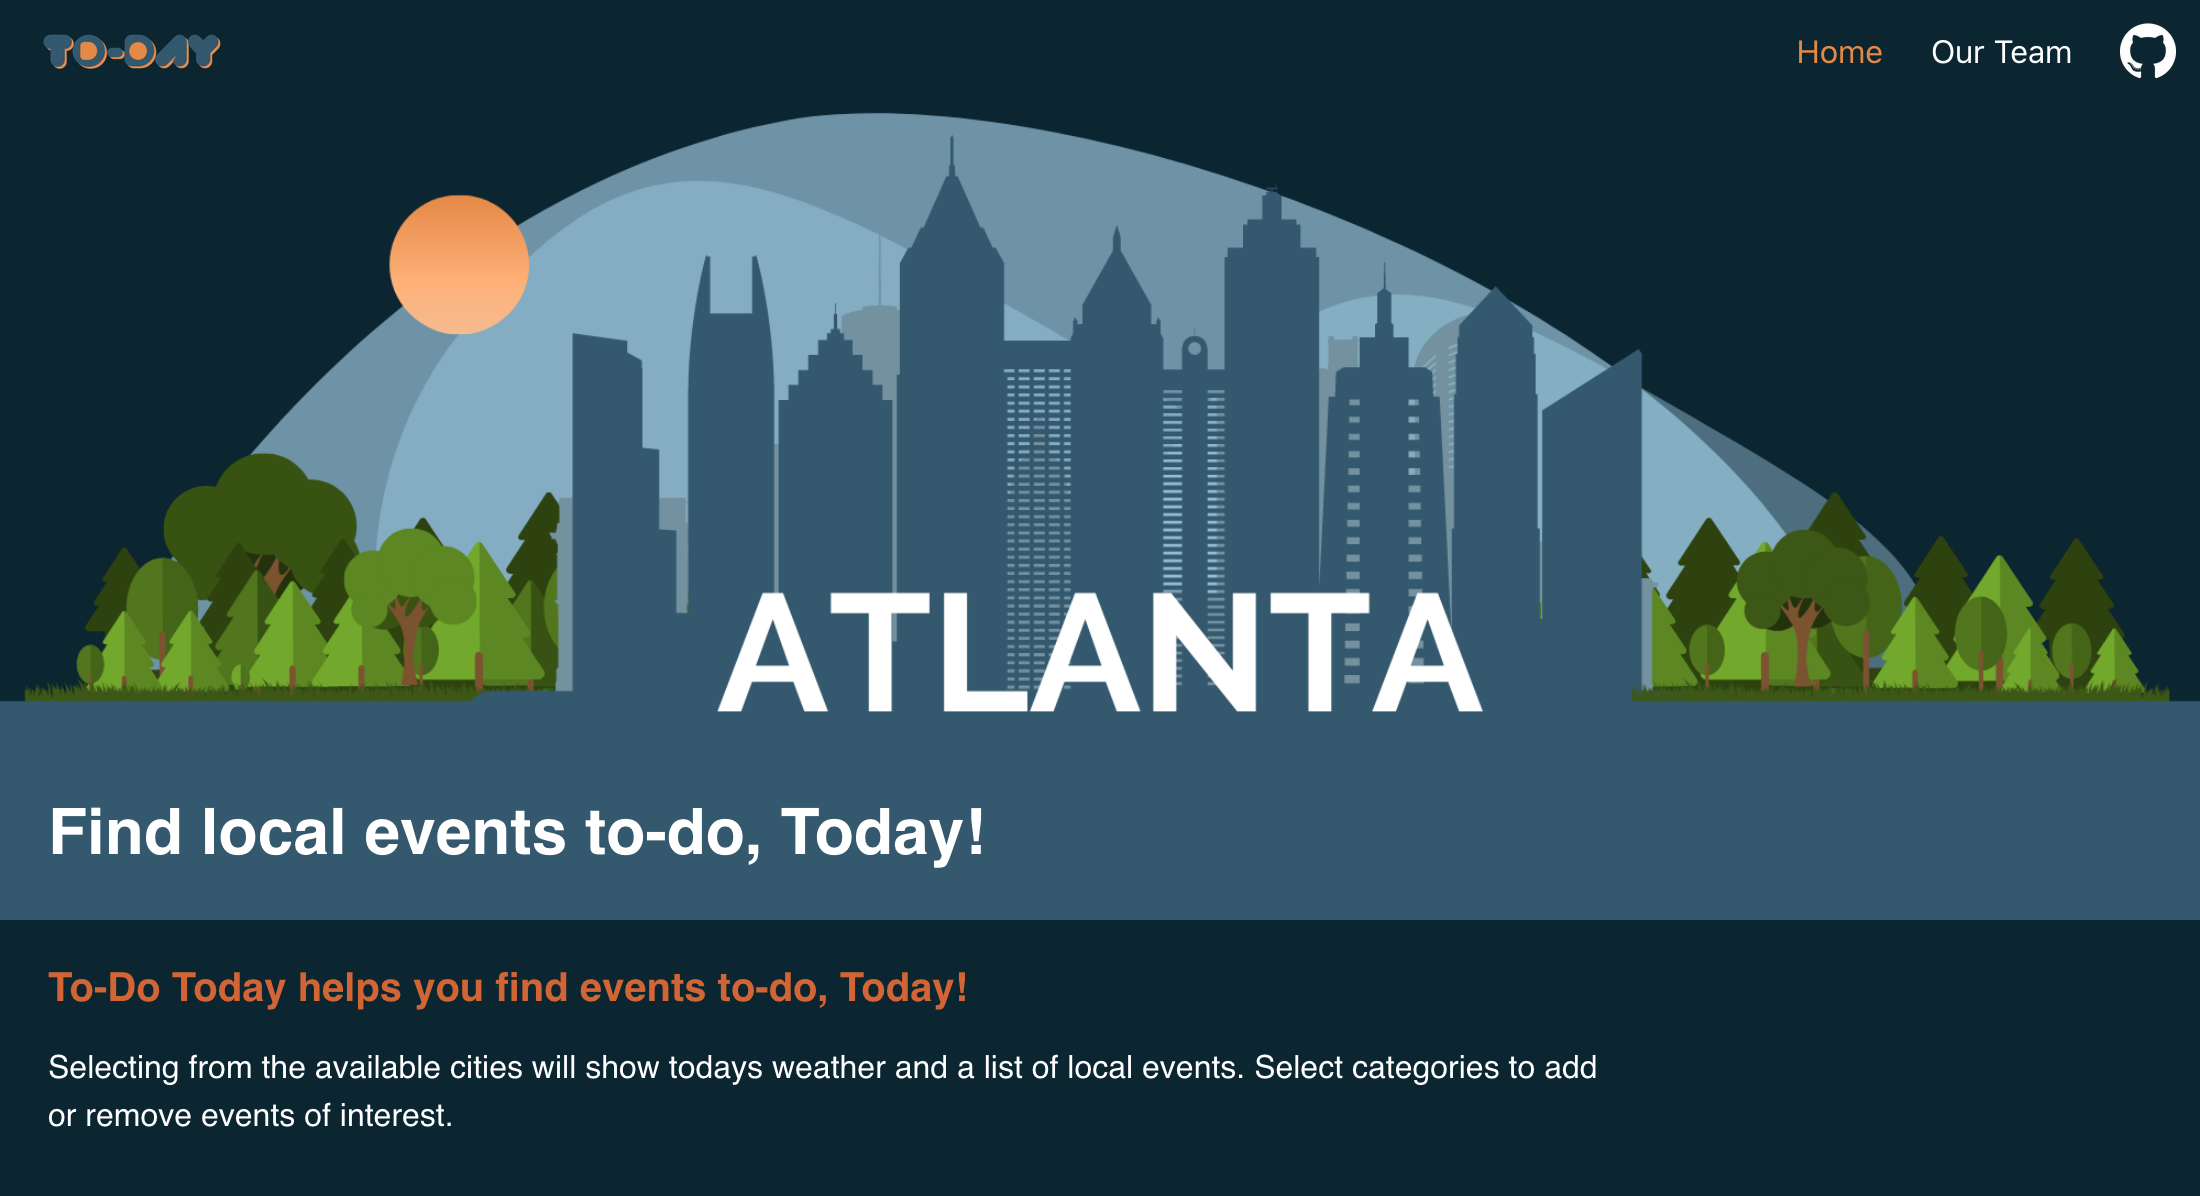 TO-DAY
Home
Our Team
ATLANTA
Find local events to-do, Today!
To-Do Today helps you find events to-do, Today!
Selecting from the available cities will show todays weather and a list of local events. Select categories to add
or remove events of interest.